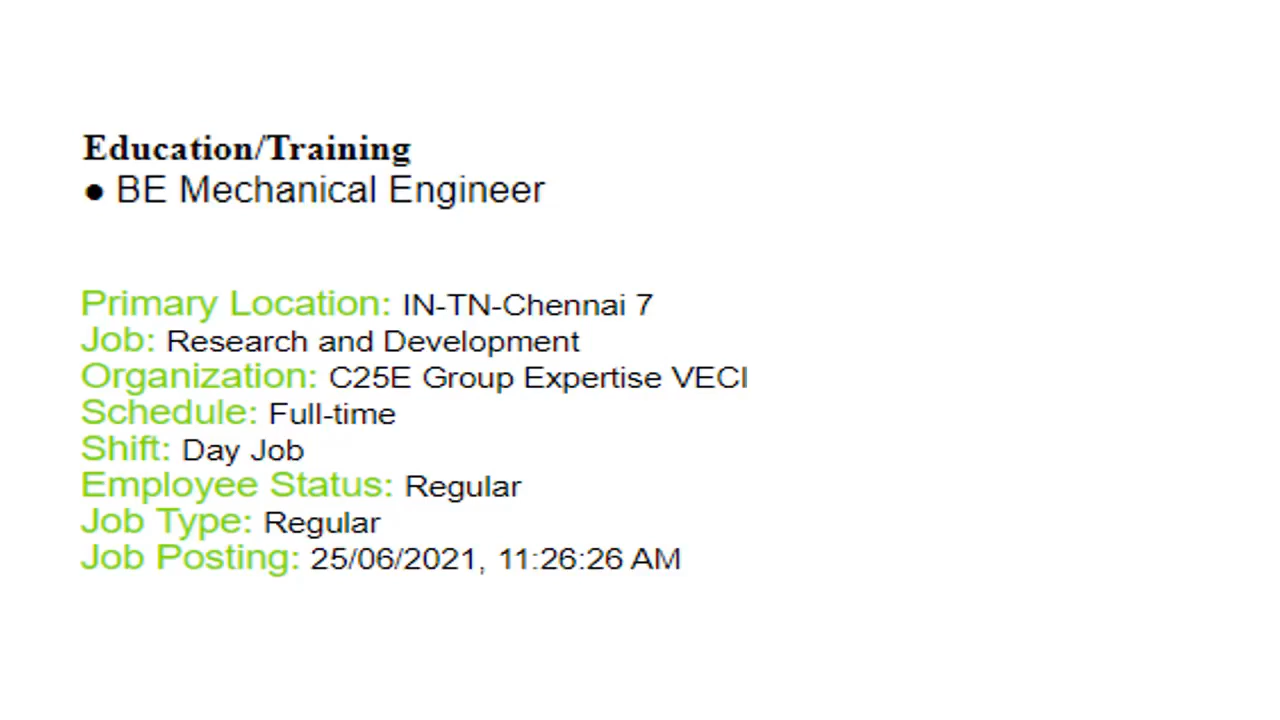 Education/Training
● BE Mechanical Engineer
Primary Location: IN-TN-Chennai 7
Job: Research and Development
Organization: C25E Group Expertise VECI
Schedule: Full-time
Shift: Day Job
Employee Status: Regular
Job Type: Regular
Job Posting: 25/06/2021, 11:26:26 AM